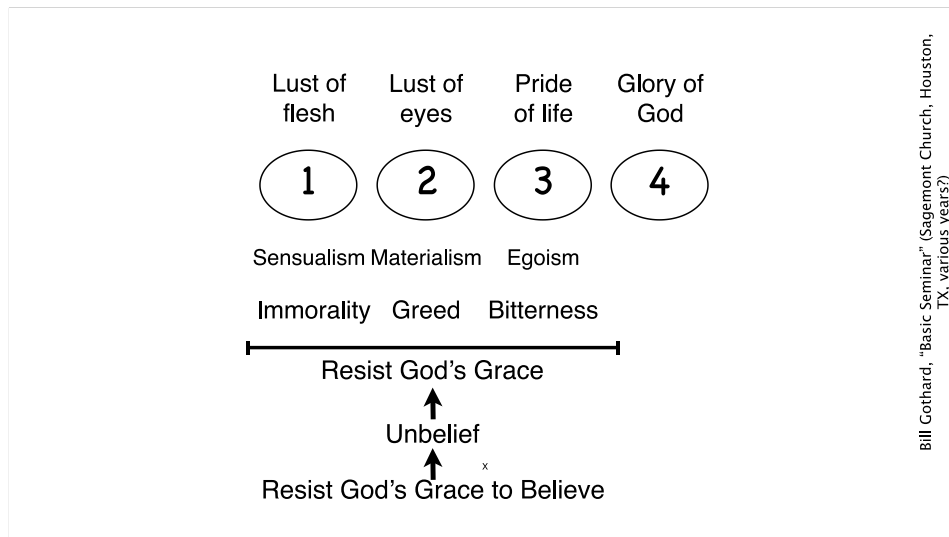 Lust of flesh
Lust of eyes
Pride of life
Glory of God
1 2 3 4
Sensualism Materialism Egoism
Immorality Greed Bitterness
Resist God's Grace
Unbelief
x
Resist God's Grace to Believe
Bill Gothard, "Basic Seminar" (Sagemont Church, Houston,
TX, various years?)